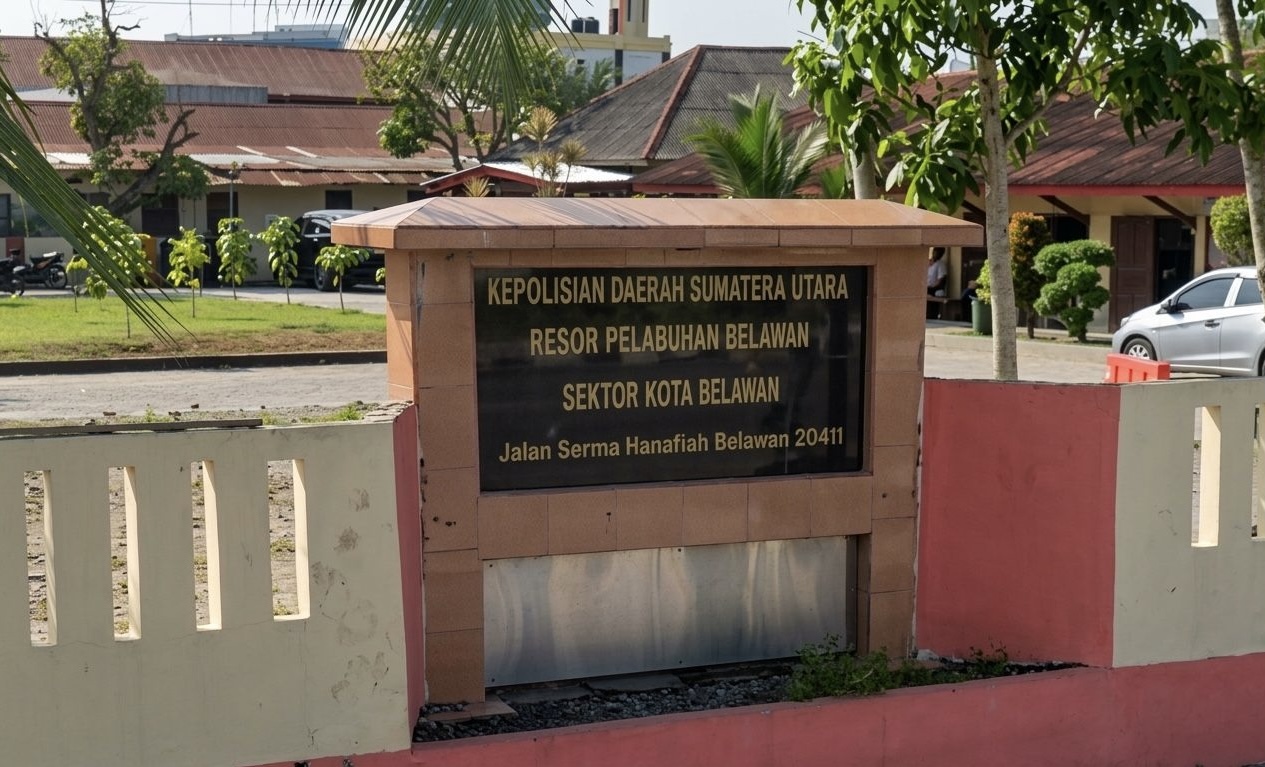 KEPOLISIAN DAERAH SUMATERA UTARA
RESOR PELABUHAN BELAWAN
SEKTOR KOTA BELAWAN
Jalan Serma Hanafiah Belawan 20411